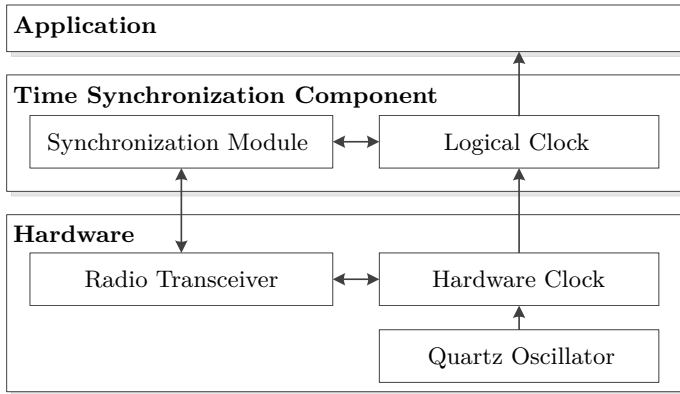 Application
Time Synchronization Component
Synchronization Module
Logical Clock
Hardware
Radio Transceiver
Hardware Clock
Quartz Oscillator